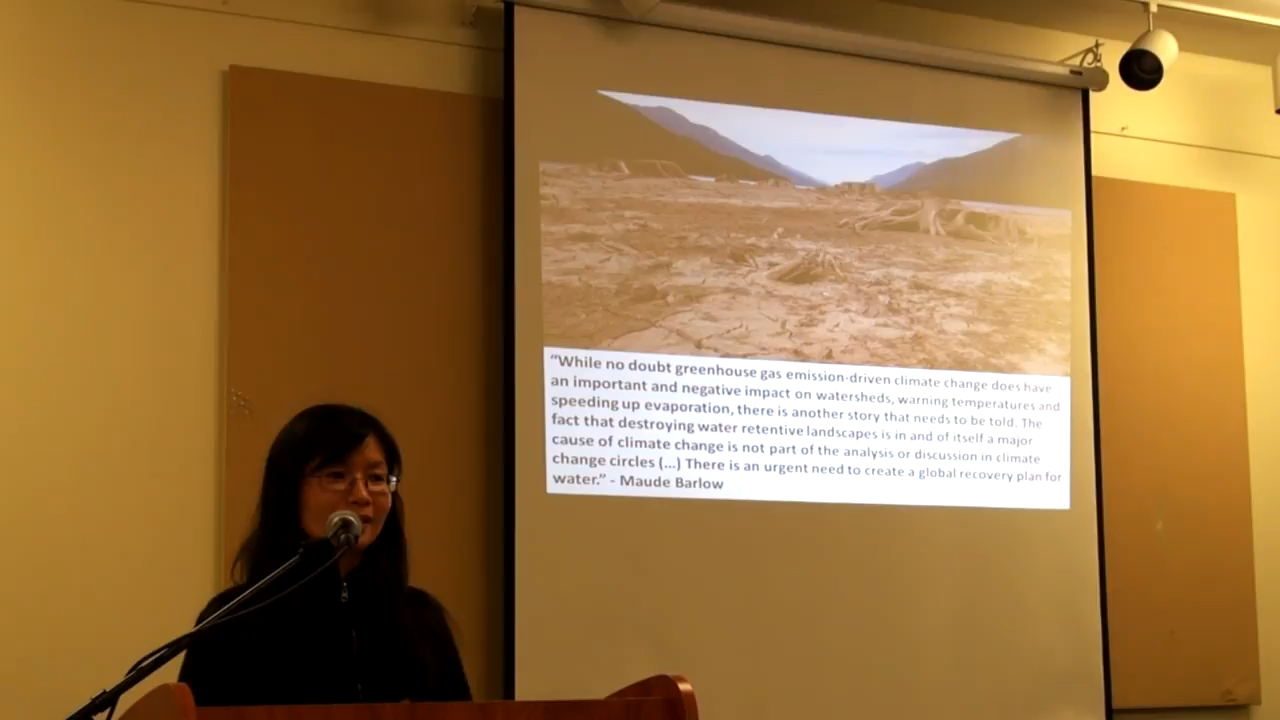 “While no doubt greenhouse gas emission-driven climate change does have
an important and negative impact on watersheds, warning temperatures and
speeding up evaporation, there is another story that needs to be told. The
fact that destroying water retentive landscapes is in and of itself a major
cause of climate change is not part of the analysis or discussion in climate
change circles (...) There is an urgent need to create a global recovery plan for
water.” - Maude Barlow